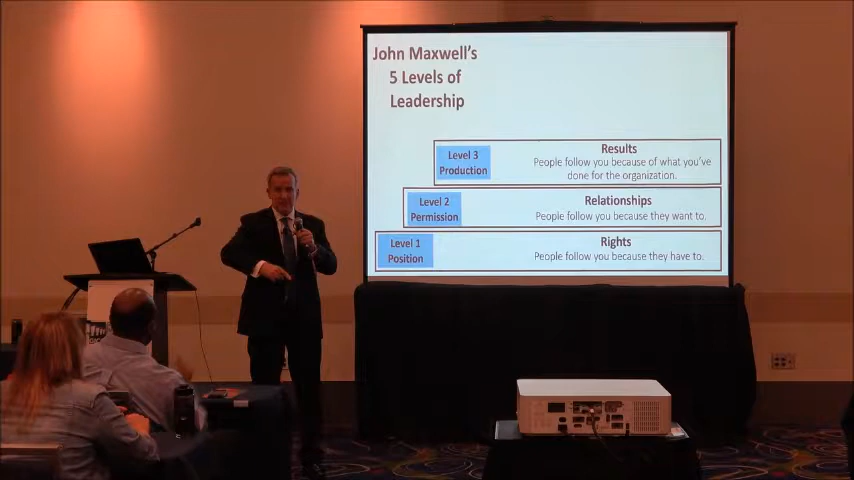 John Maxwell's
5 Levels of
Leadership
Level 3
Production
Results
People follow you because of what you've
done for the organization.
Level 2
Permission
Relationships
People follow you because they want to.
Level 1
Position
Rights
People follow you because they have to.